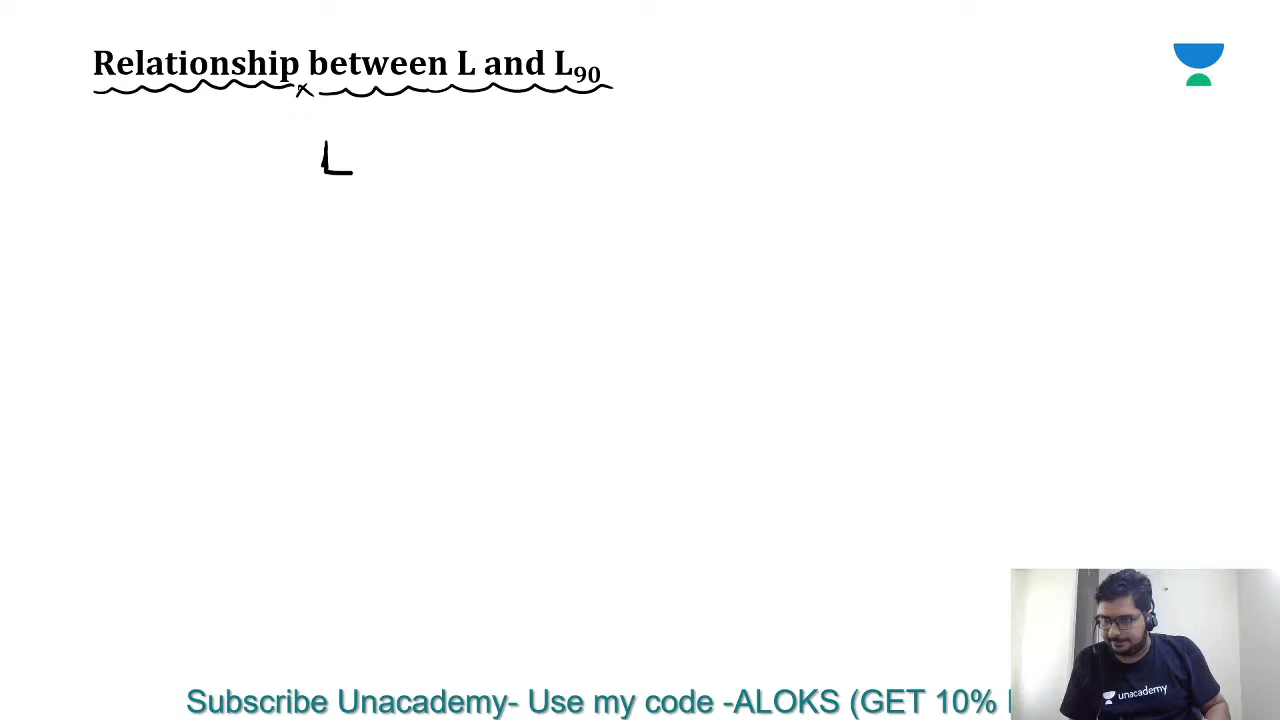 Relationship between L and L₉₀
L
unacademy
Subscribe Unacademy- Use my code -ALOKS (GET 10%